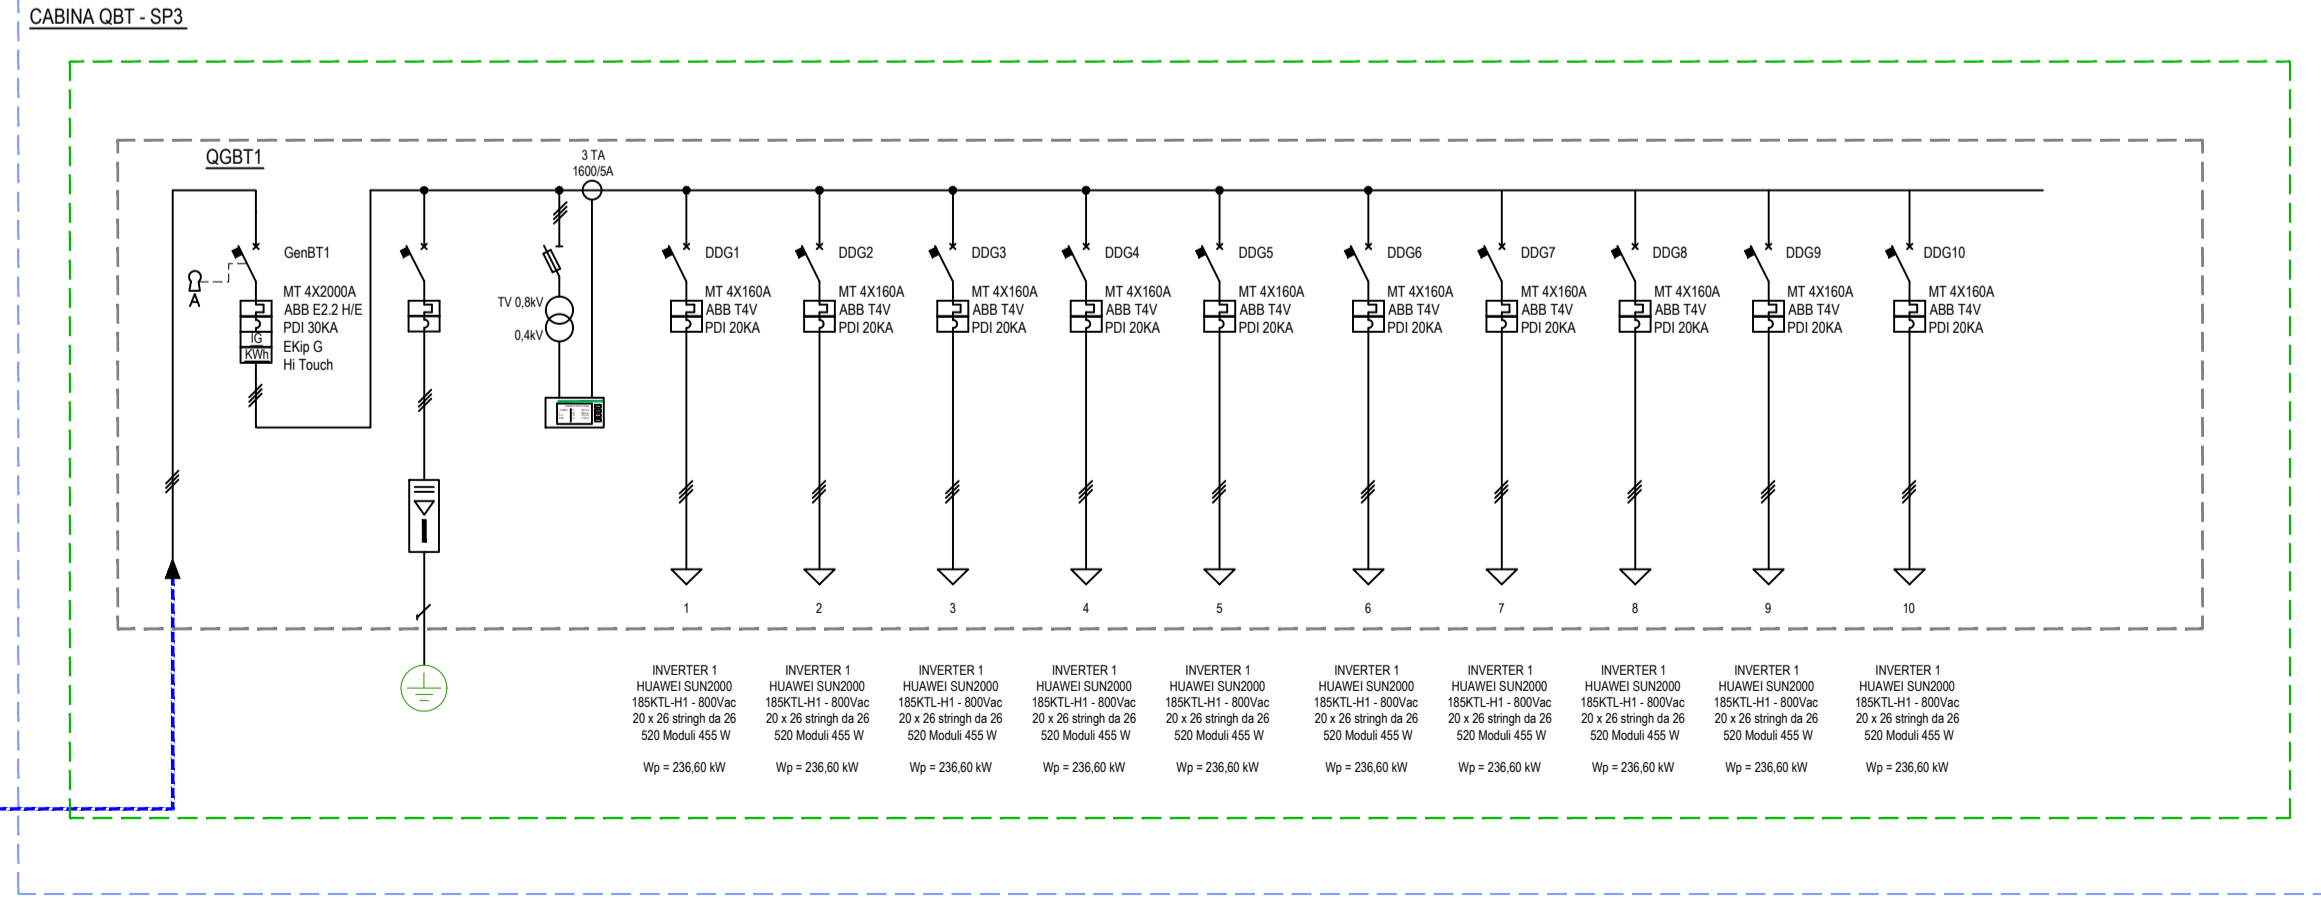 CABINA QBT - SP3
QGBT1
3 TA
1600/5A
GenBT1
MT 4X2000A
ABB E2.2 H/E
PDI 30KA
EKip G
Hi Touch
IG
KWh
A
TV 0,8kV
0,4kV
DDG1
MT 4X160A
ABB T4V
PDI 20KA
DDG2
MT 4X160A
ABB T4V
PDI 20KA
DDG3
MT 4X160A
ABB T4V
PDI 20KA
DDG4
MT 4X160A
ABB T4V
PDI 20KA
DDG5
MT 4X160A
ABB T4V
PDI 20KA
DDG6
MT 4X160A
ABB T4V
PDI 20KA
DDG7
MT 4X160A
ABB T4V
PDI 20KA
DDG8
MT 4X160A
ABB T4V
PDI 20KA
DDG9
MT 4X160A
ABB T4V
PDI 20KA
DDG10
MT 4X160A
ABB T4V
PDI 20KA
1
2
3
4
5
6
7
8
9
10
INVERTER 1
HUAWEI SUN2000
185KTL-H1 - 800Vac
20 x 26 stringh da 26
520 Moduli 455 W
Wp = 236,60 kW
INVERTER 1
HUAWEI SUN2000
185KTL-H1 - 800Vac
20 x 26 stringh da 26
520 Moduli 455 W
Wp = 236,60 kW
INVERTER 1
HUAWEI SUN2000
185KTL-H1 - 800Vac
20 x 26 stringh da 26
520 Moduli 455 W
Wp = 236,60 kW
INVERTER 1
HUAWEI SUN2000
185KTL-H1 - 800Vac
20 x 26 stringh da 26
520 Moduli 455 W
Wp = 236,60 kW
INVERTER 1
HUAWEI SUN2000
185KTL-H1 - 800Vac
20 x 26 stringh da 26
520 Moduli 455 W
Wp = 236,60 kW
INVERTER 1
HUAWEI SUN2000
185KTL-H1 - 800Vac
20 x 26 stringh da 26
520 Moduli 455 W
Wp = 236,60 kW
INVERTER 1
HUAWEI SUN2000
185KTL-H1 - 800Vac
20 x 26 stringh da 26
520 Moduli 455 W
Wp = 236,60 kW
INVERTER 1
HUAWEI SUN2000
185KTL-H1 - 800Vac
20 x 26 stringh da 26
520 Moduli 455 W
Wp = 236,60 kW
INVERTER 1
HUAWEI SUN2000
185KTL-H1 - 800Vac
20 x 26 stringh da 26
520 Moduli 455 W
Wp = 236,60 kW
INVERTER 1
HUAWEI SUN2000
185KTL-H1 - 800Vac
20 x 26 stringh da 26
520 Moduli 455 W
Wp = 236,60 kW